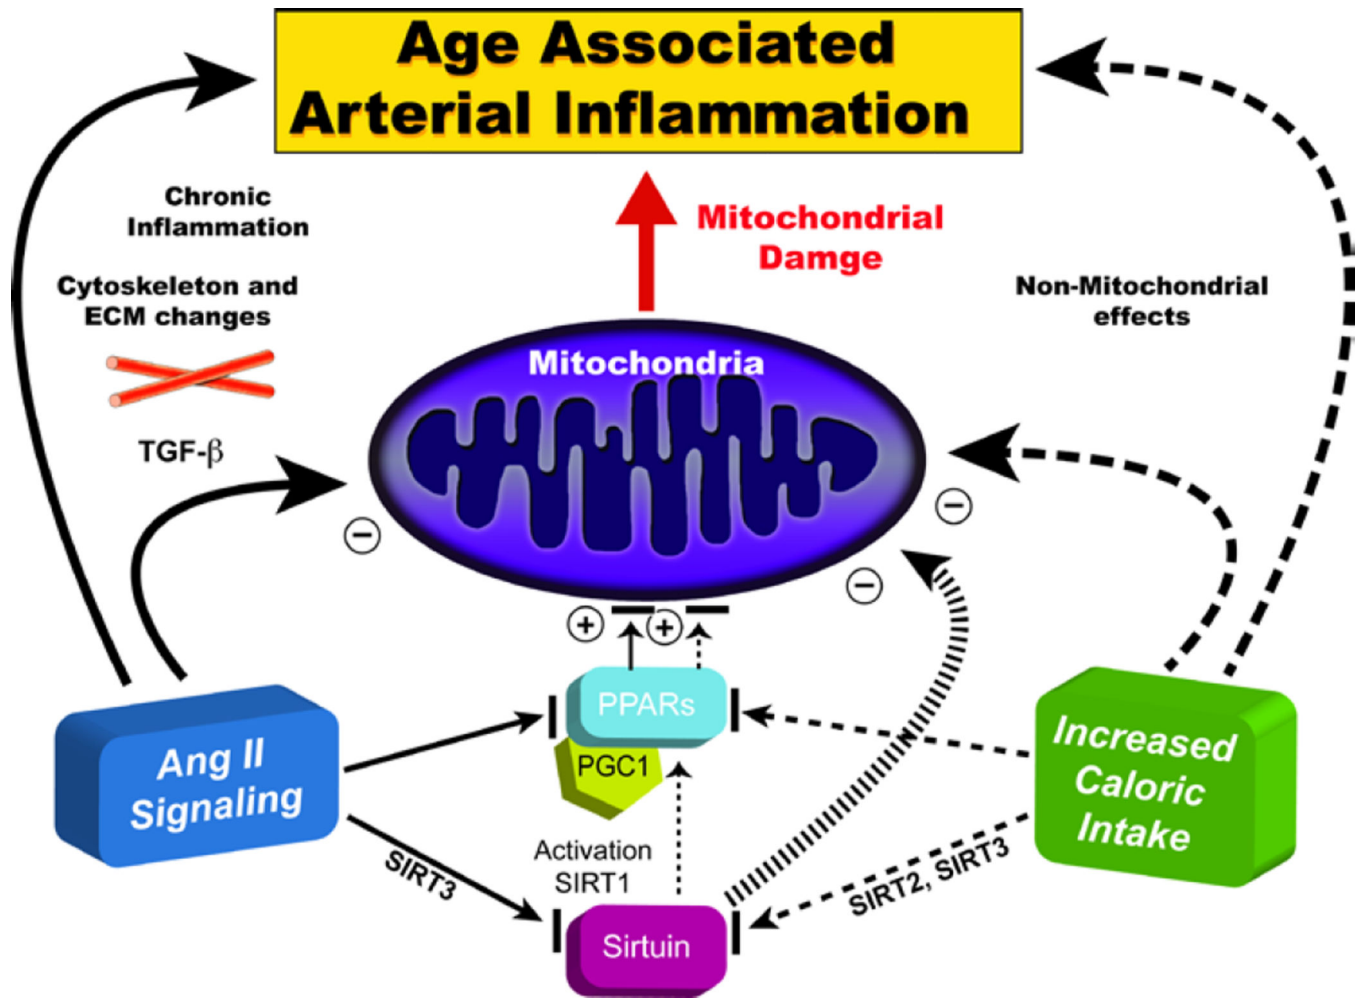 Age Associated
Arterial Inflammation
Chronic
Inflammation
Mitochondrial
Damge
Cytoskeleton and
ECM changes
Non-Mitochondrial
effects
Mitochondria
TGF-β
−
−
−
+
+
PPARs
PGC1
Ang II
Signaling
Increased
Caloric
Intake
Activation
SIRT1
SIRT3
SIRT2, SIRT3
Sirtuin